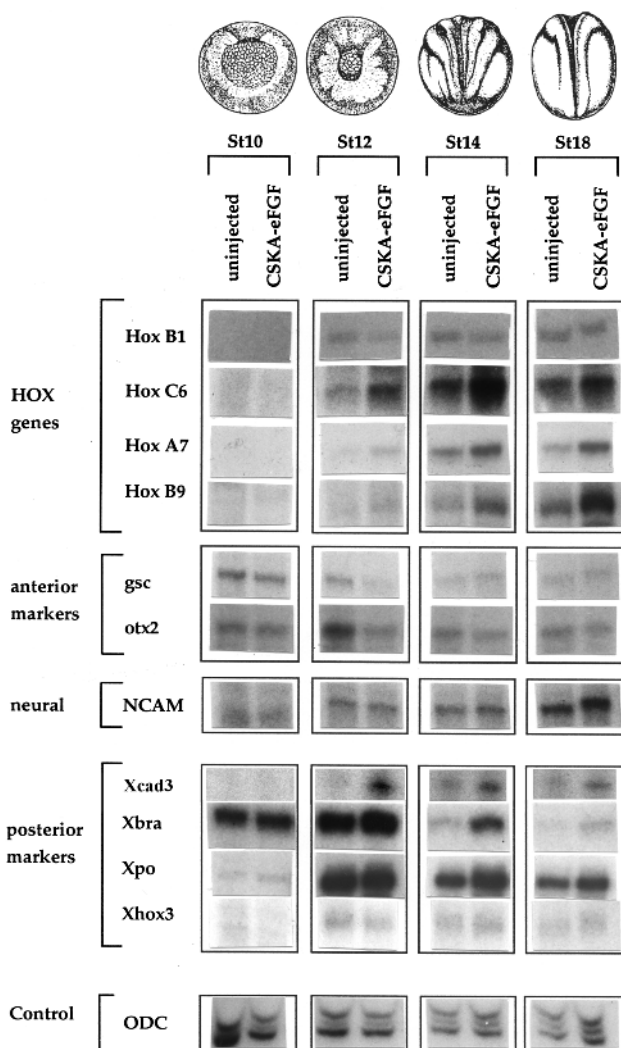 St10 St12 St14 St18
uninjected CSKA-eFGF uninjected CSKA-eFGF uninjected CSKA-eFGF uninjected CSKA-eFGF
HOX genes
Hox B1
Hox C6
Hox A7
Hox B9
anterior markers
gsc
otx2
neural
NCAM
posterior markers
Xcad3
Xbra
Xpo
Xhox3
Control
ODC